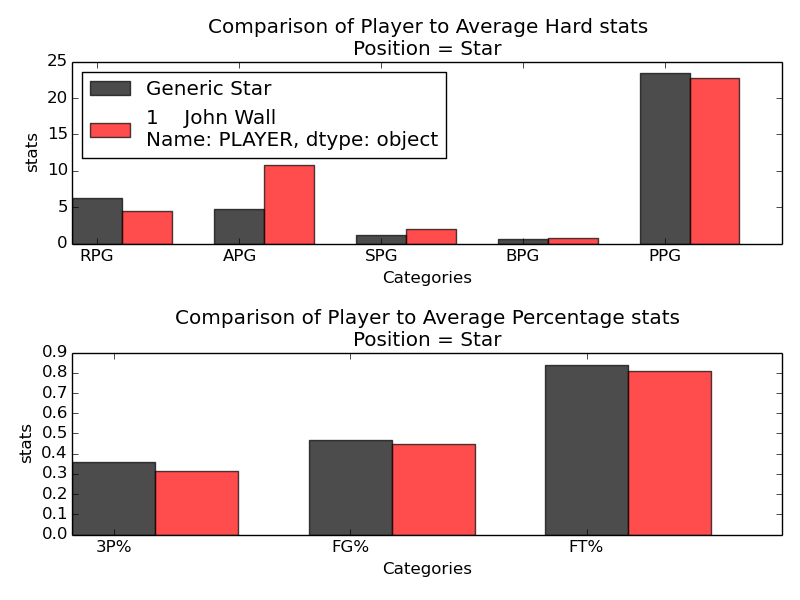 Comparison of Player to Average Hard stats
Position = Star
25
20
15
10
5
0
stats
Generic Star
1    John Wall
Name: PLAYER, dtype: object
RPG
APG
SPG
BPG
PPG
Categories
Comparison of Player to Average Percentage stats
Position = Star
0.9
0.8
0.7
0.6
0.5
0.4
0.3
0.2
0.1
0.0
stats
3P%
FG%
FT%
Categories